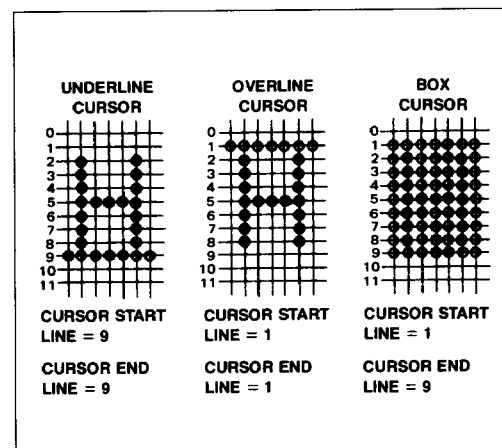 UNDERLINE
CURSOR
0
1
2
3
4
5
6
7
8
9
10
11
CURSOR START
LINE = 9
CURSOR END
LINE = 9
OVERLINE
CURSOR
0
1
2
3
4
5
6
7
8
9
10
11
CURSOR START
LINE = 1
CURSOR END
LINE = 1
BOX
CURSOR
0
1
2
3
4
5
6
7
8
9
10
11
CURSOR START
LINE = 1
CURSOR END
LINE = 9